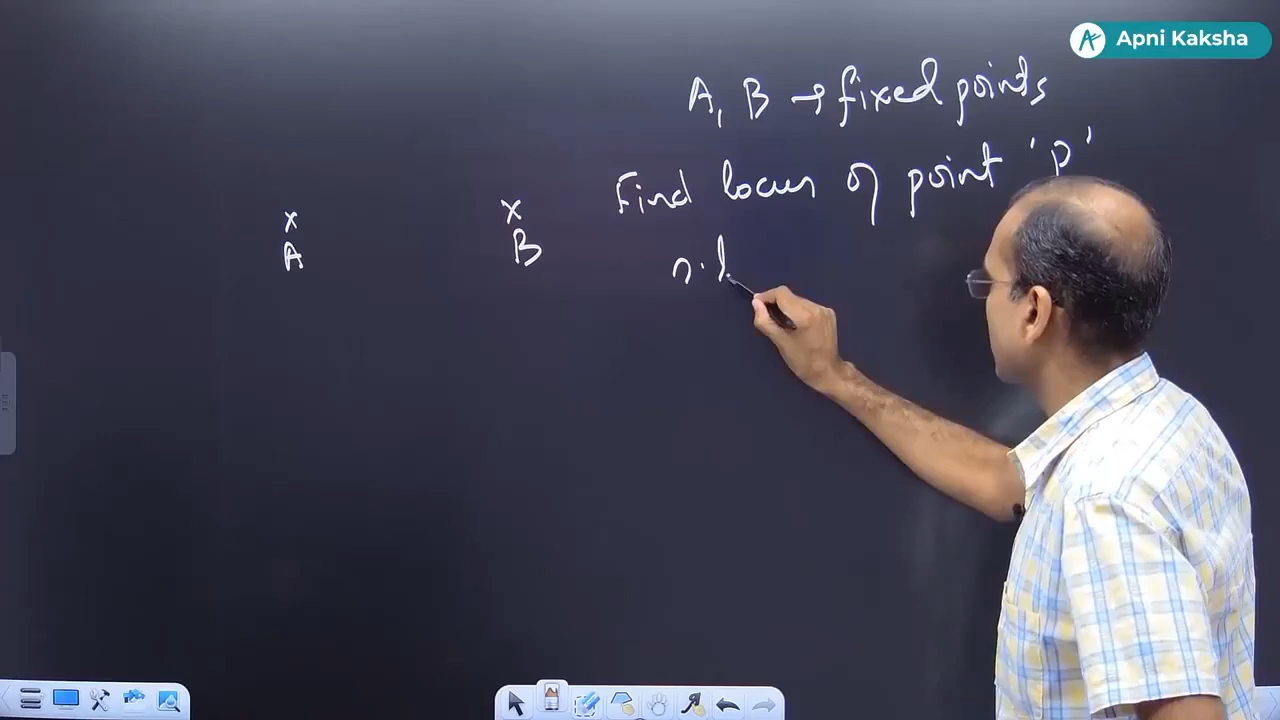 Apni Kaksha
A, B → fixed points
Find locus of point 'P'
x x
A B